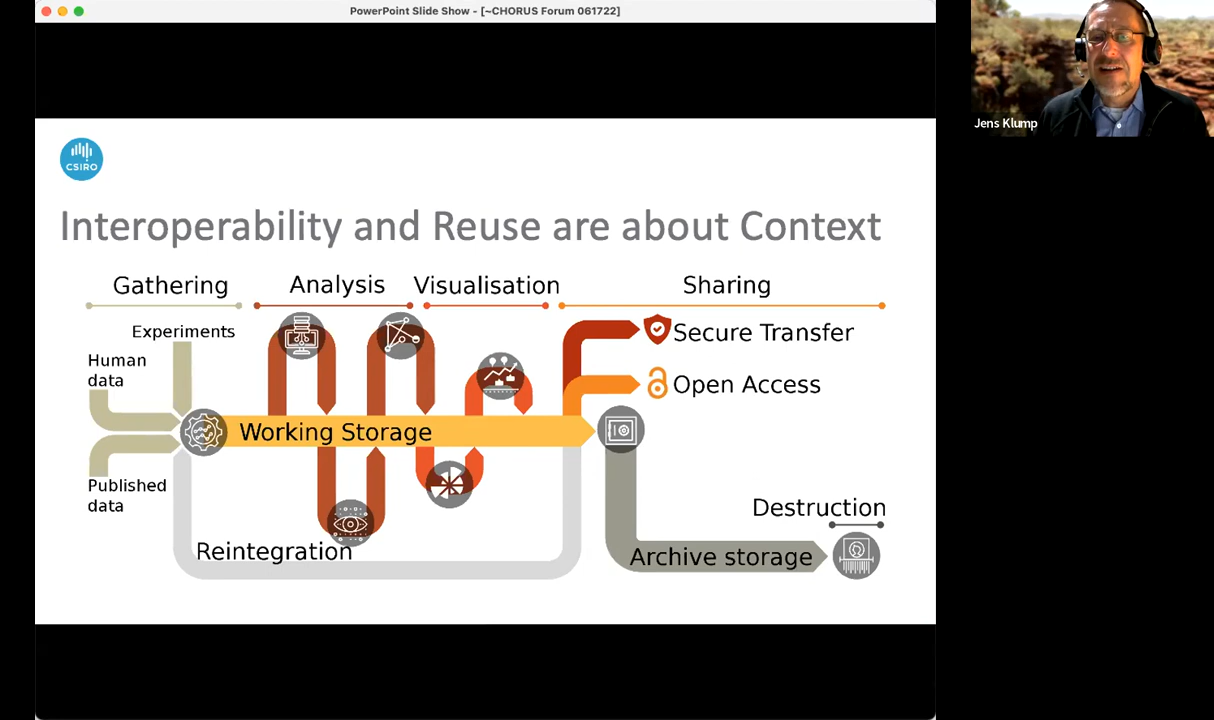 PowerPoint Slide Show - [~CHORUS Forum 061722]
Jens Klump
CSIRO
Interoperability and Reuse are about Context
Gathering
Analysis
Visualisation
Sharing
Experiments
Human
data
Secure Transfer
Open Access
Working Storage
Published
data
Reintegration
Destruction
Archive storage